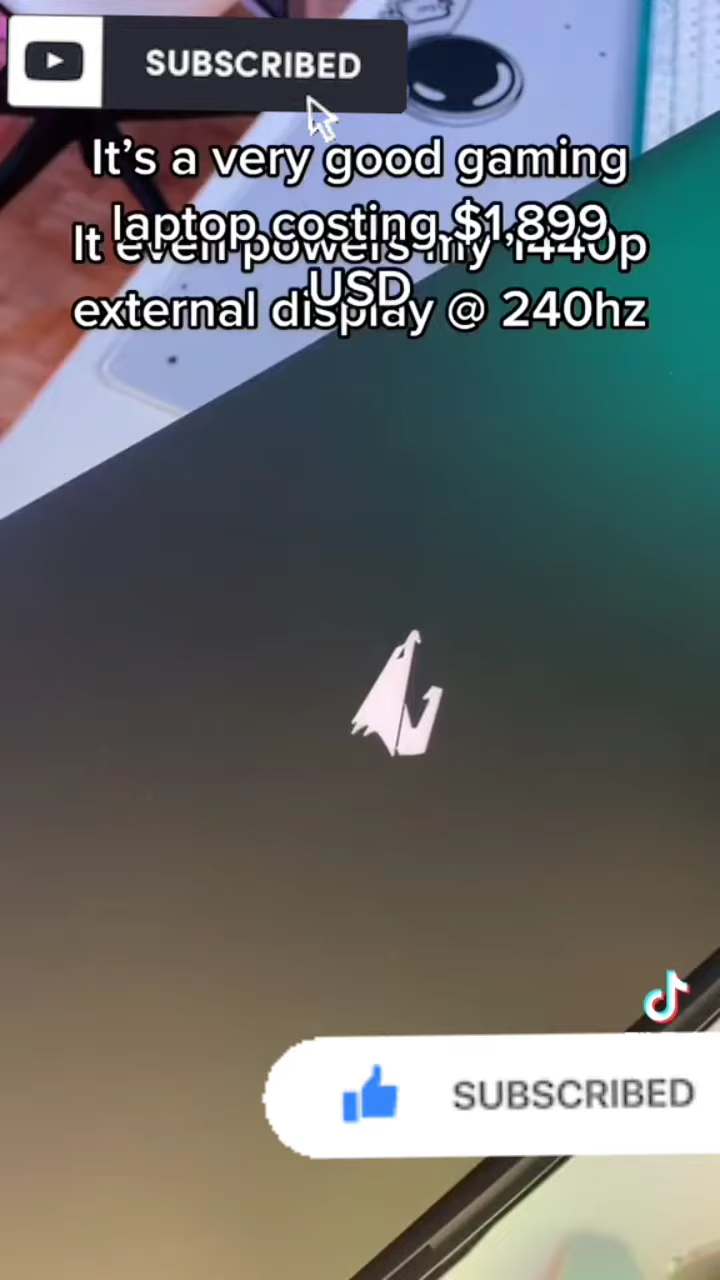 SUBSCRIBED
It’s a very good gaming
laptop costing $1,899
USD
It even powers my 1440p
external display @ 240hz
SUBSCRIBED